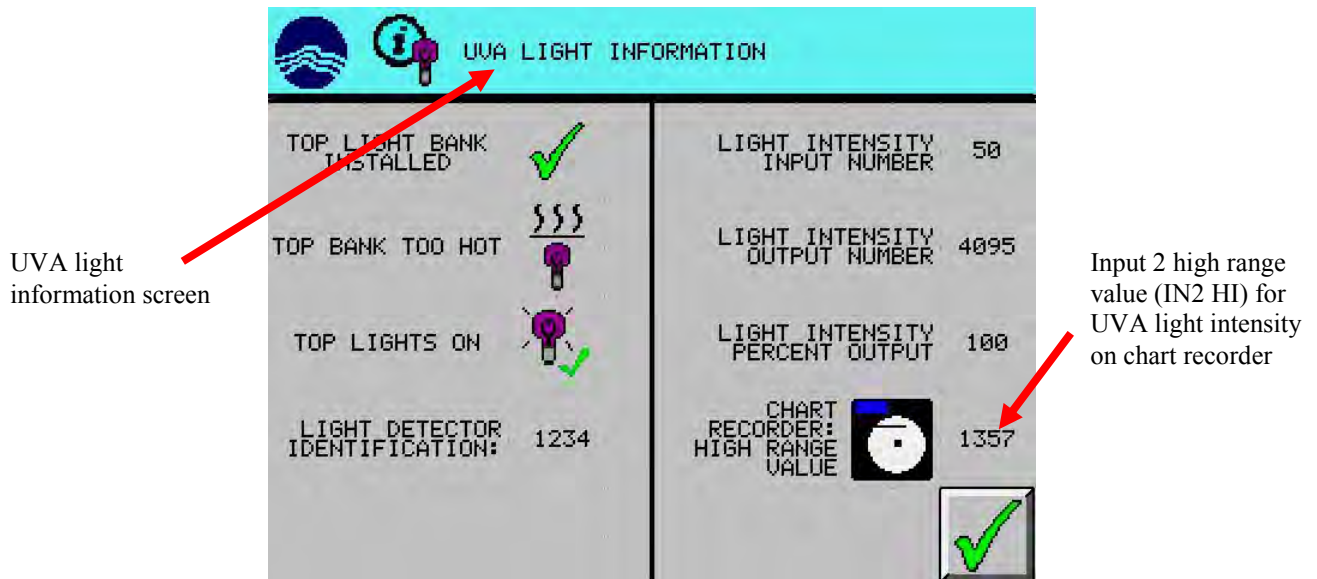 UVA LIGHT INFORMATION
TOP LIGHT BANK
INSTALLED
TOP BANK TOO HOT
TOP LIGHTS ON
LIGHT DETECTOR
IDENTIFICATION:
1234
LIGHT INTENSITY
INPUT NUMBER
50
LIGHT INTENSITY
OUTPUT NUMBER
4095
LIGHT INTENSITY
PERCENT OUTPUT
100
CHART
RECORDER:
HIGH RANGE
VALUE
1357
UVA light
information screen
Input 2 high range
value (IN2 HI) for
UVA light intensity
on chart recorder